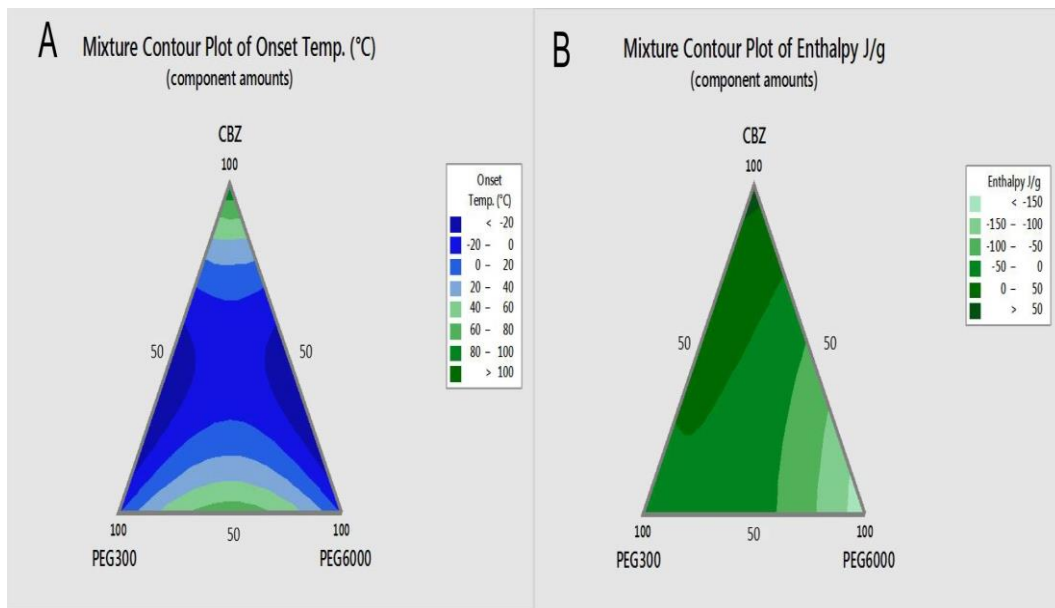 A
Mixture Contour Plot of Onset Temp. (°C)
(component amounts)
CBZ
100
Onset
Temp. (°C)
< -20
-20 – 0
0 – 20
20 – 40
40 – 60
60 – 80
80 – 100
> 100
50
50
100
50
100
PEG300
PEG6000
B
Mixture Contour Plot of Enthalpy J/g
(component amounts)
CBZ
100
Enthalpy J/g
< -150
-150 – -100
-100 – -50
-50 – 0
0 – 50
> 50
50
50
100
50
100
PEG300
PEG6000